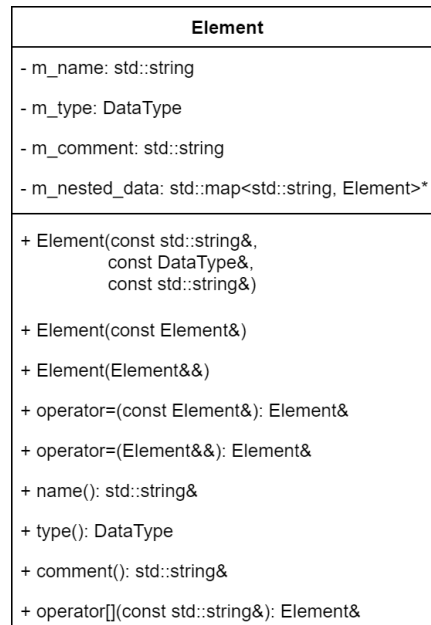 Element
- m_name: std::string
- m_type: DataType
- m_comment: std::string
- m_nested_data: std::map<std::string, Element>*
+ Element(const std::string&,
const DataType&,
const std::string&)
+ Element(const Element&)
+ Element(Element&&)
+ operator=(const Element&): Element&
+ operator=(Element&&): Element&
+ name(): std::string&
+ type(): DataType
+ comment(): std::string&
+ operator[](const std::string&): Element&